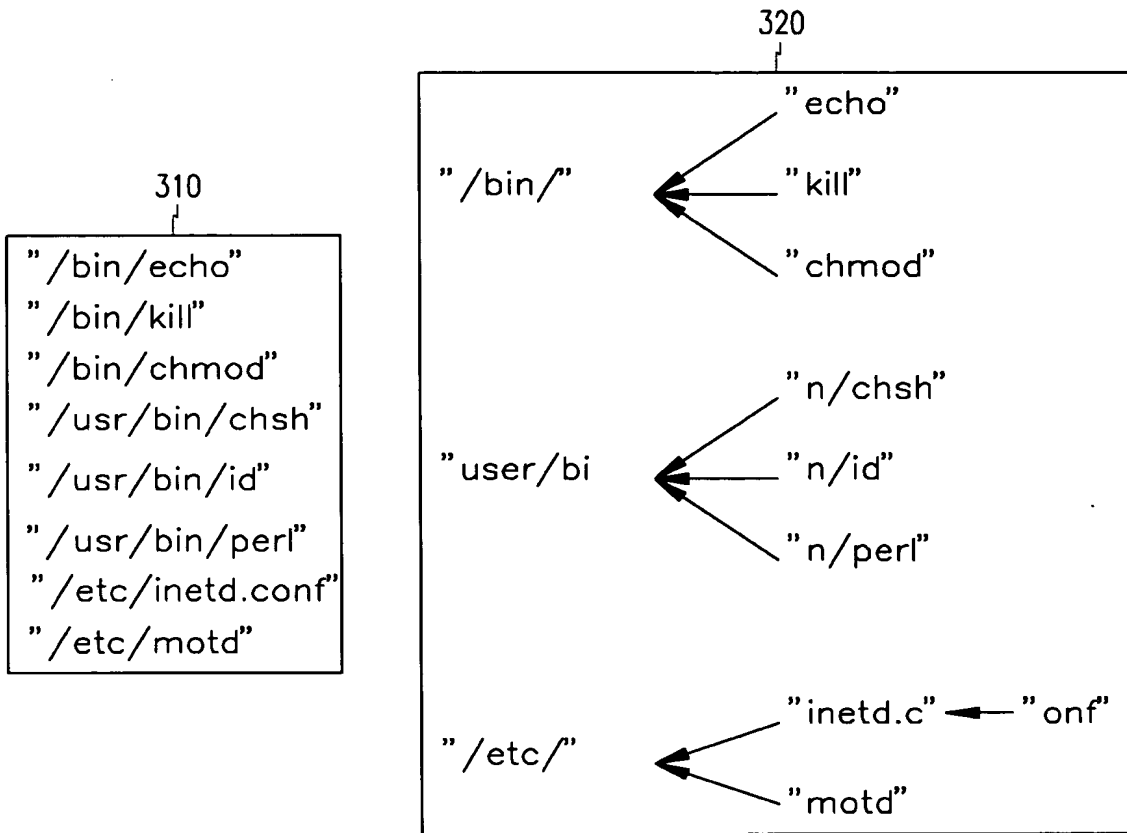 310
"/bin/echo"
"/bin/kill"
"/bin/chmod"
"/usr/bin/chsh"
"/usr/bin/id"
"/usr/bin/perl"
"/etc/inetd.conf"
"/etc/motd"
320
"/bin/"
"echo"
"kill"
"chmod"
"user/bi
"n/chsh"
"n/id"
"n/perl"
"/etc/"
"inetd.c" "onf"
"motd"